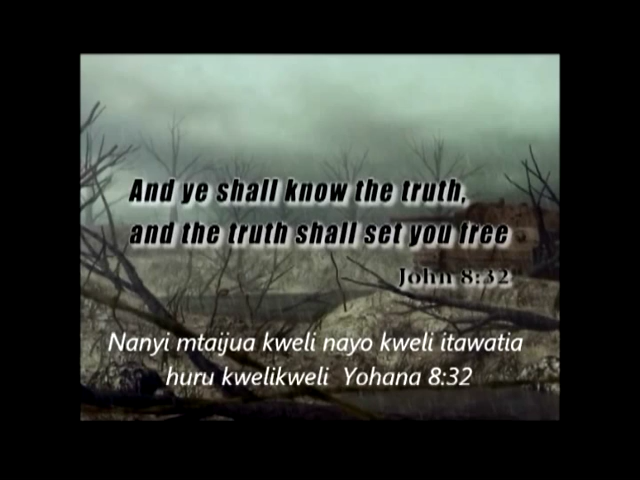 And ye shall know the truth,
and the truth shall set you free
John 8:32
Nanyi mtaijua kweli nayo kweli itawatia
huru kwelikweli Yohana 8:32